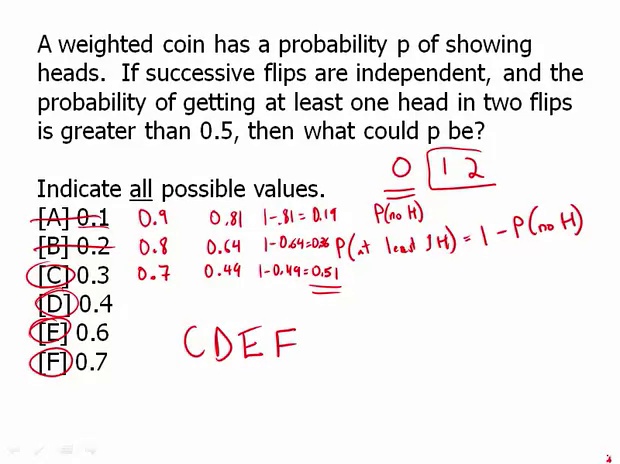 A weighted coin has a probability p of showing
heads. If successive flips are independent, and the
probability of getting at least one head in two flips
is greater than 0.5, then what could p be?
0 1 2
Indicate all possible values.
[A] 0.1 0.9 0.81 1-.81=0.19 P(no H)
[B] 0.2 0.8 0.64 1-0.64=0.36 P(at least 1H) = 1 - P(no H)
[C] 0.3 0.7 0.49 1-0.49=0.51
[D] 0.4
[E] 0.6
C D E F
[F] 0.7